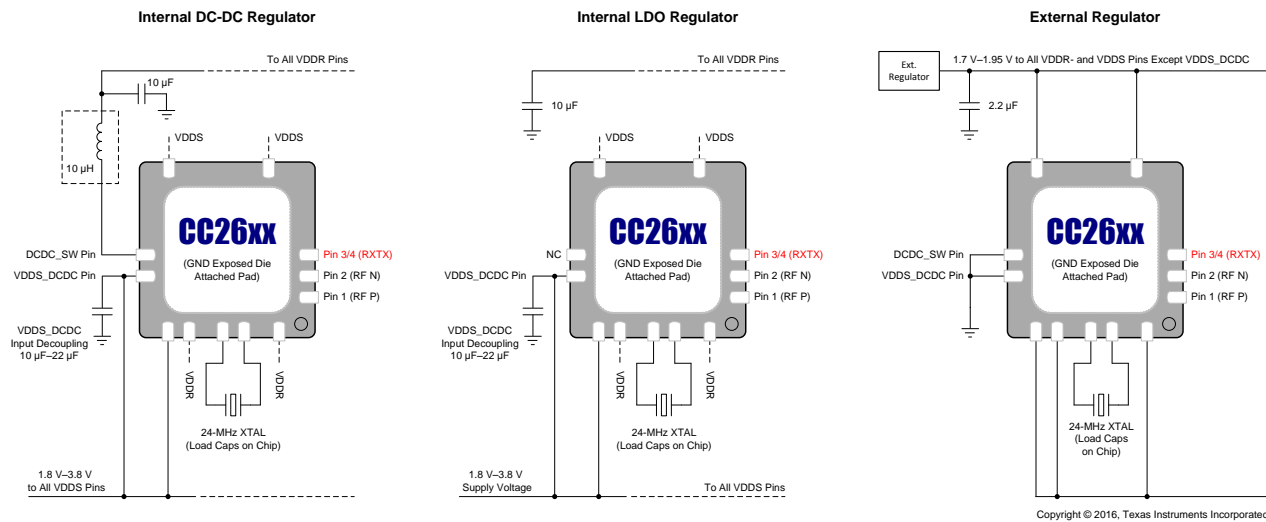 Internal DC-DC Regulator
To All VDDR Pins
10 µF
10 µH
VDDS
VDDS
CC26xx
(GND Exposed Die
Attached Pad)
DCDC_SW Pin
VDDS_DCDC Pin
Pin 3/4 (RXTX)
Pin 2 (RF N)
Pin 1 (RF P)
VDDS_DCDC
Input Decoupling
10 µF–22 µF
VDDR
VDDR
24-MHz XTAL
(Load Caps on Chip)
1.8 V–3.8 V
to All VDDS Pins
Internal LDO Regulator
To All VDDR Pins
10 µF
VDDS
VDDS
CC26xx
(GND Exposed Die
Attached Pad)
NC
VDDS_DCDC Pin
Pin 3/4 (RXTX)
Pin 2 (RF N)
Pin 1 (RF P)
VDDS_DCDC
Input Decoupling
10 µF–22 µF
VDDR
VDDR
24-MHz XTAL
(Load Caps on Chip)
1.8 V–3.8 V
Supply Voltage
To All VDDS Pins
External Regulator
Ext.
Regulator
1.7 V–1.95 V to All VDDR- and VDDS Pins Except VDDS_DCDC
2.2 µF
CC26xx
(GND Exposed Die
Attached Pad)
DCDC_SW Pin
VDDS_DCDC Pin
Pin 3/4 (RXTX)
Pin 2 (RF N)
Pin 1 (RF P)
24-MHz XTAL
(Load Caps
on Chip)
Copyright © 2016, Texas Instruments Incorporated